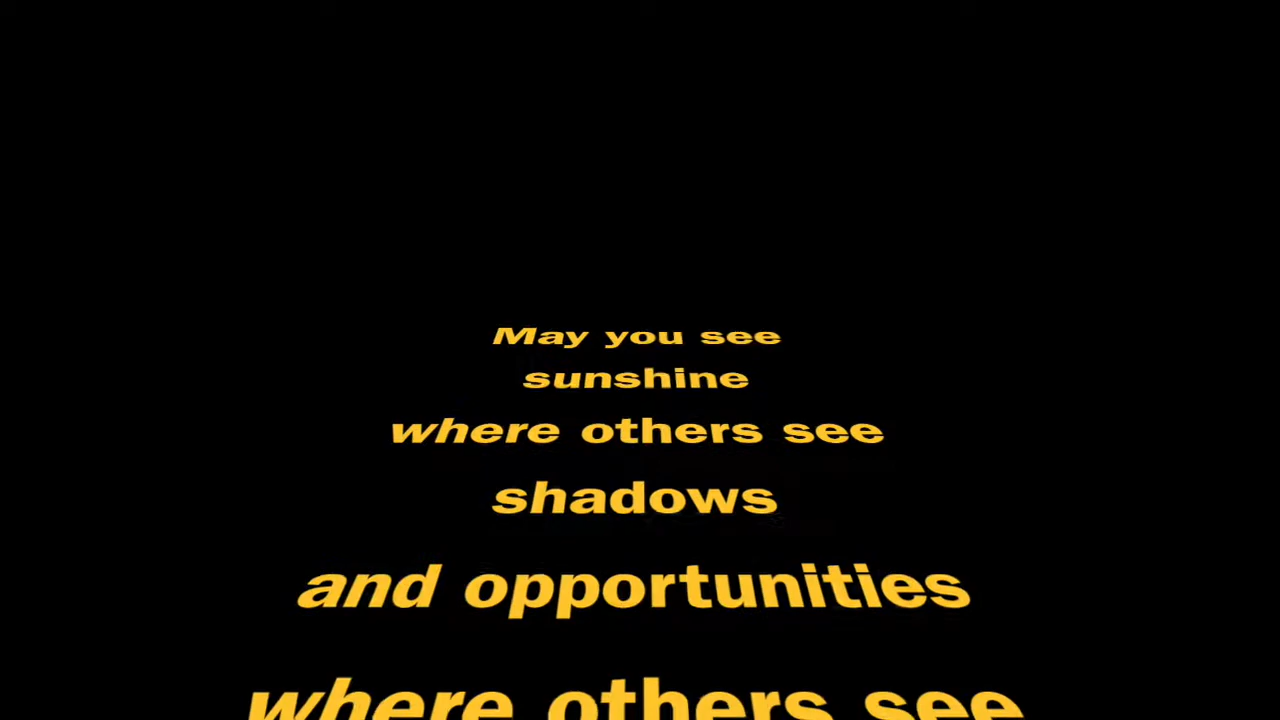 May you see
sunshine
where others see
shadows
and opportunities
where others see